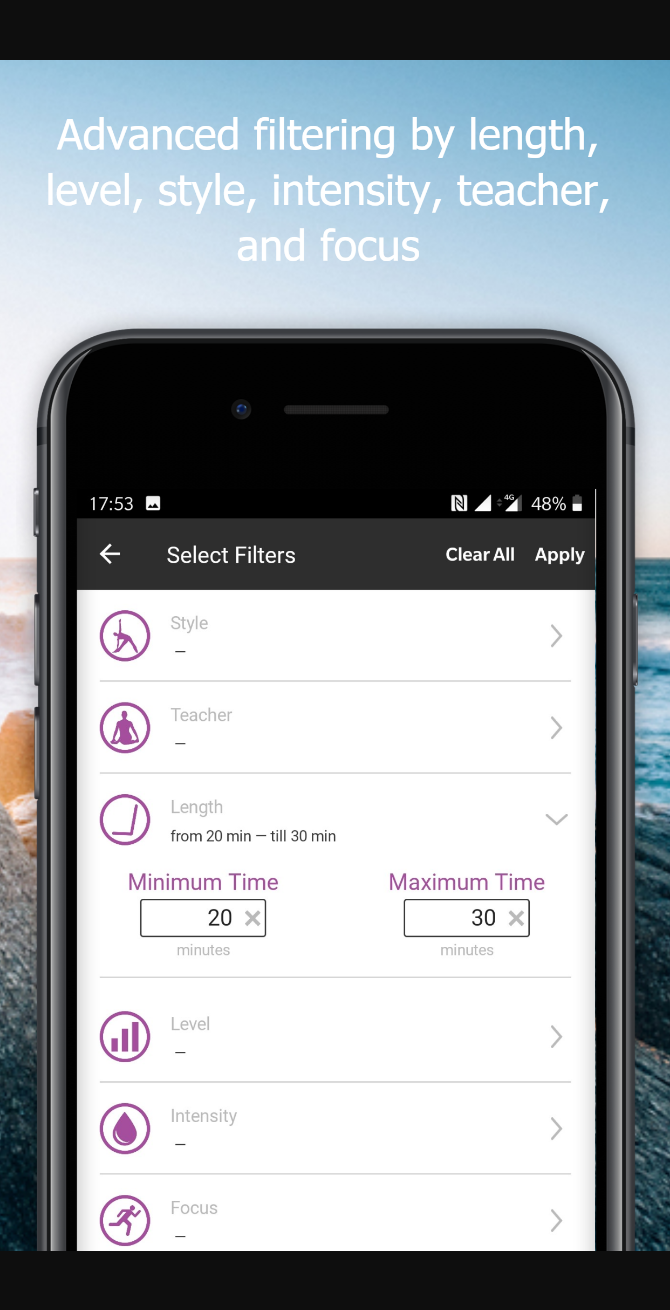 Advanced filtering by length,
level, style, intensity, teacher,
and focus
17:53 4G 48%
Select Filters Clear All Apply
Style
–
Teacher
–
Length
from 20 min – till 30 min
Minimum Time Maximum Time
20 30
minutes minutes
Level
–
Intensity
–
Focus
–